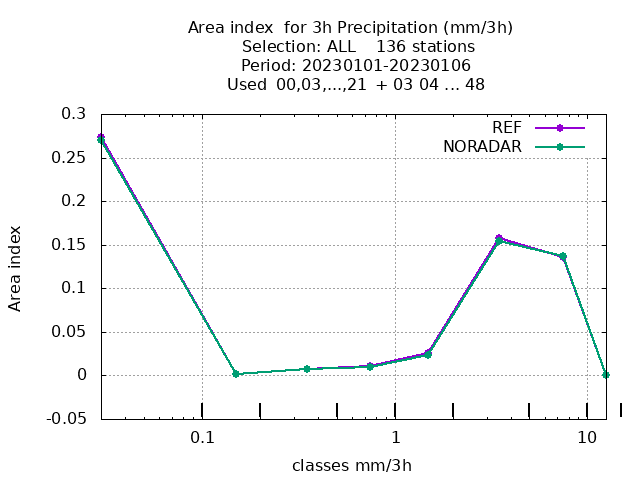 Area index  for 3h Precipitation (mm/3h)
Selection: ALL    136 stations
Period: 20230101-20230106
Used  00,03,...,21  + 03 04 ... 48
REF
NORADAR
0.3
0.25
0.2
0.15
0.1
0.05
0
-0.05
Area index
0.1 1 10
classes mm/3h